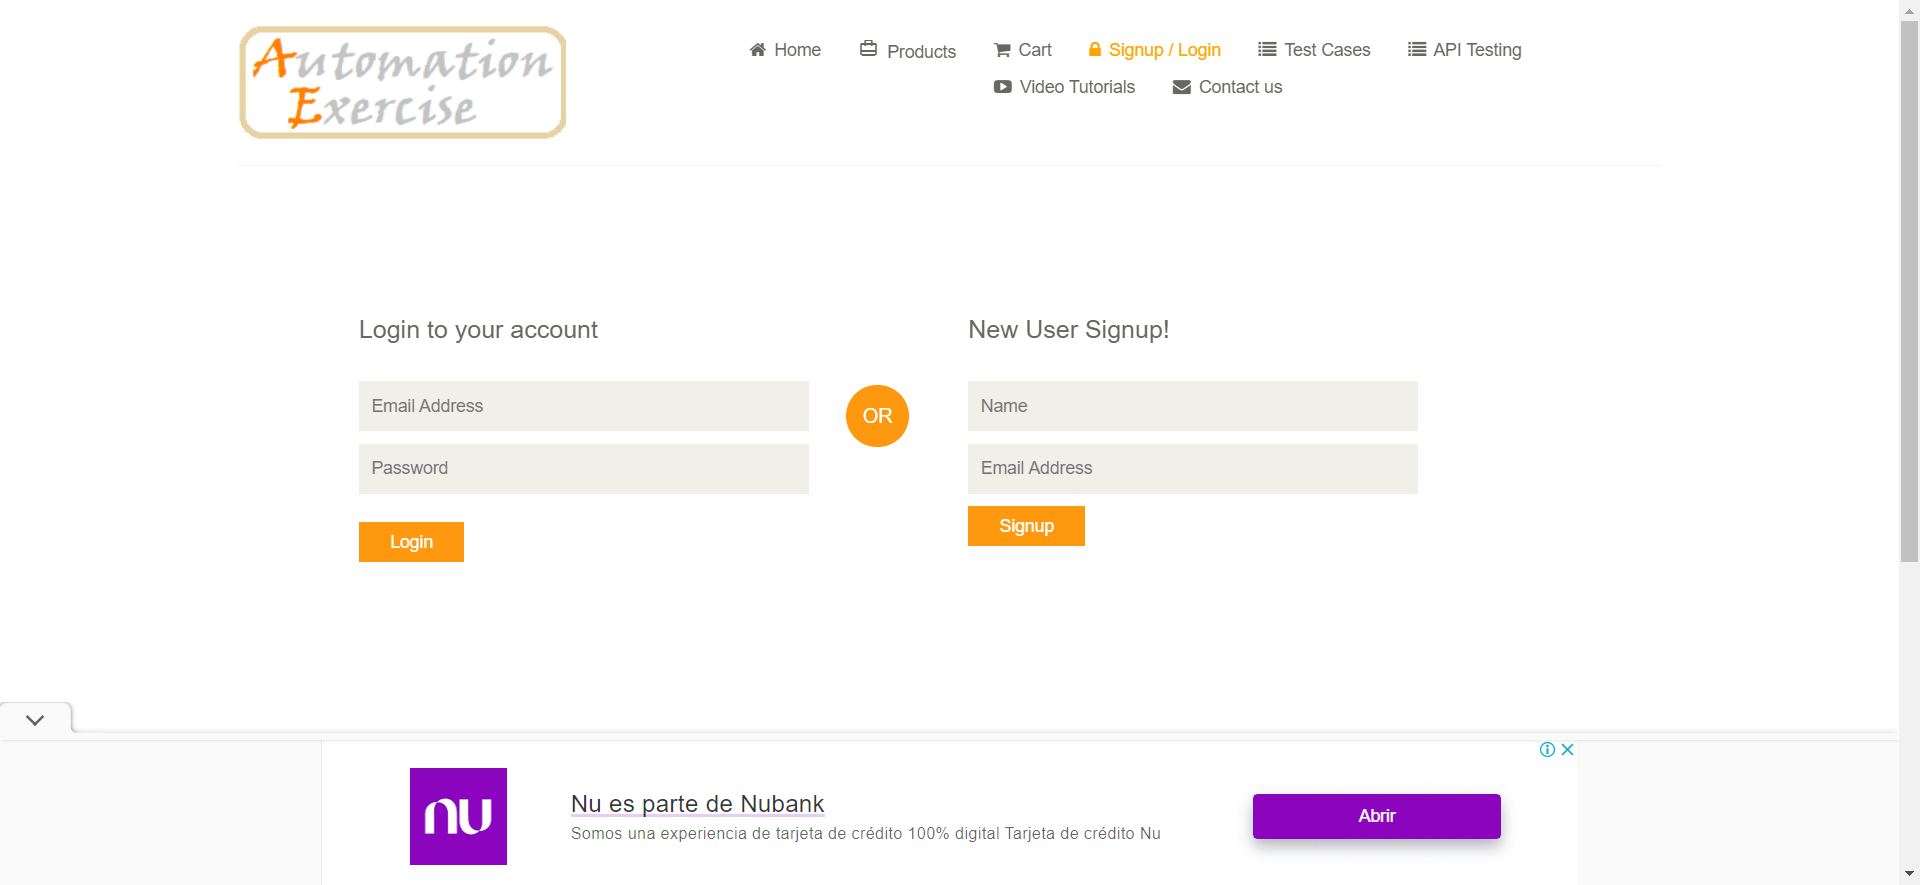 Automation
Exercise
Home
Products
Cart
Signup / Login
Test Cases
API Testing
Video Tutorials
Contact us
Login to your account
Email Address
Password
Login
OR
New User Signup!
Name
Email Address
Signup
nu
Nu es parte de Nubank
Somos una experiencia de tarjeta de crédito 100% digital Tarjeta de crédito Nu
Abrir